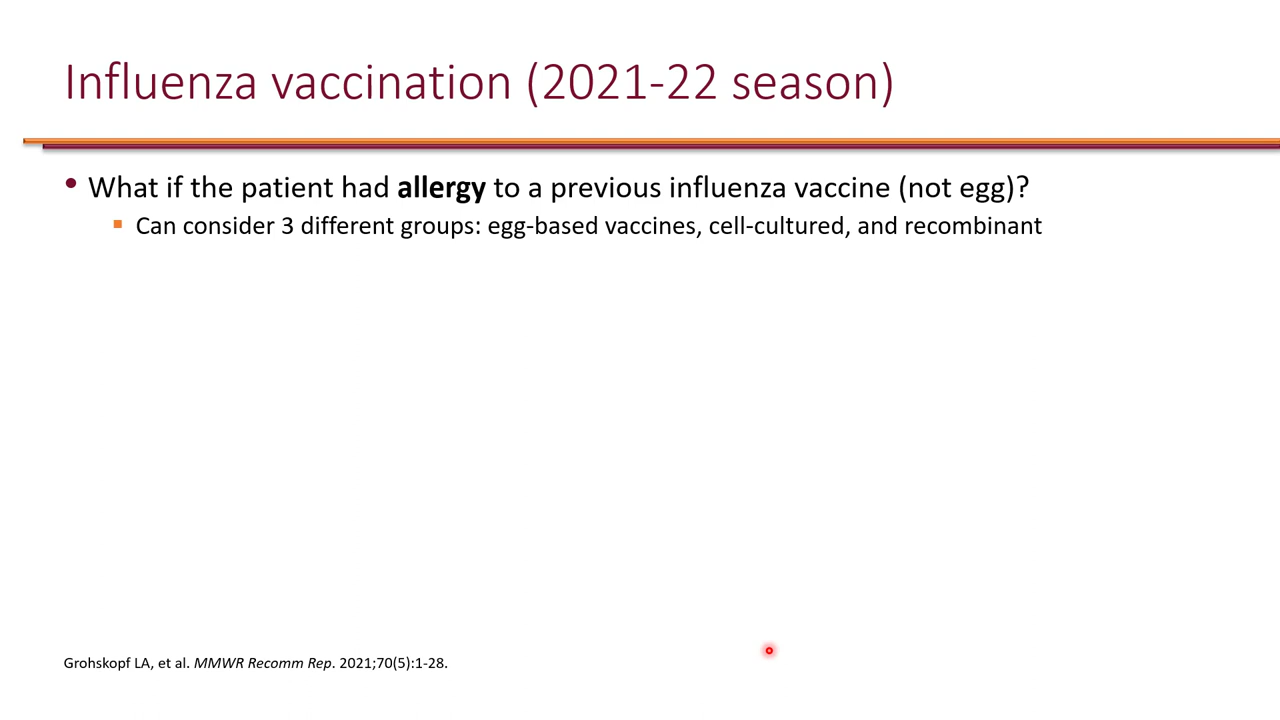 Influenza vaccination (2021-22 season)
• What if the patient had allergy to a previous influenza vaccine (not egg)?
▪ Can consider 3 different groups: egg-based vaccines, cell-cultured, and recombinant
Grohskopf LA, et al. MMWR Recomm Rep. 2021;70(5):1-28.